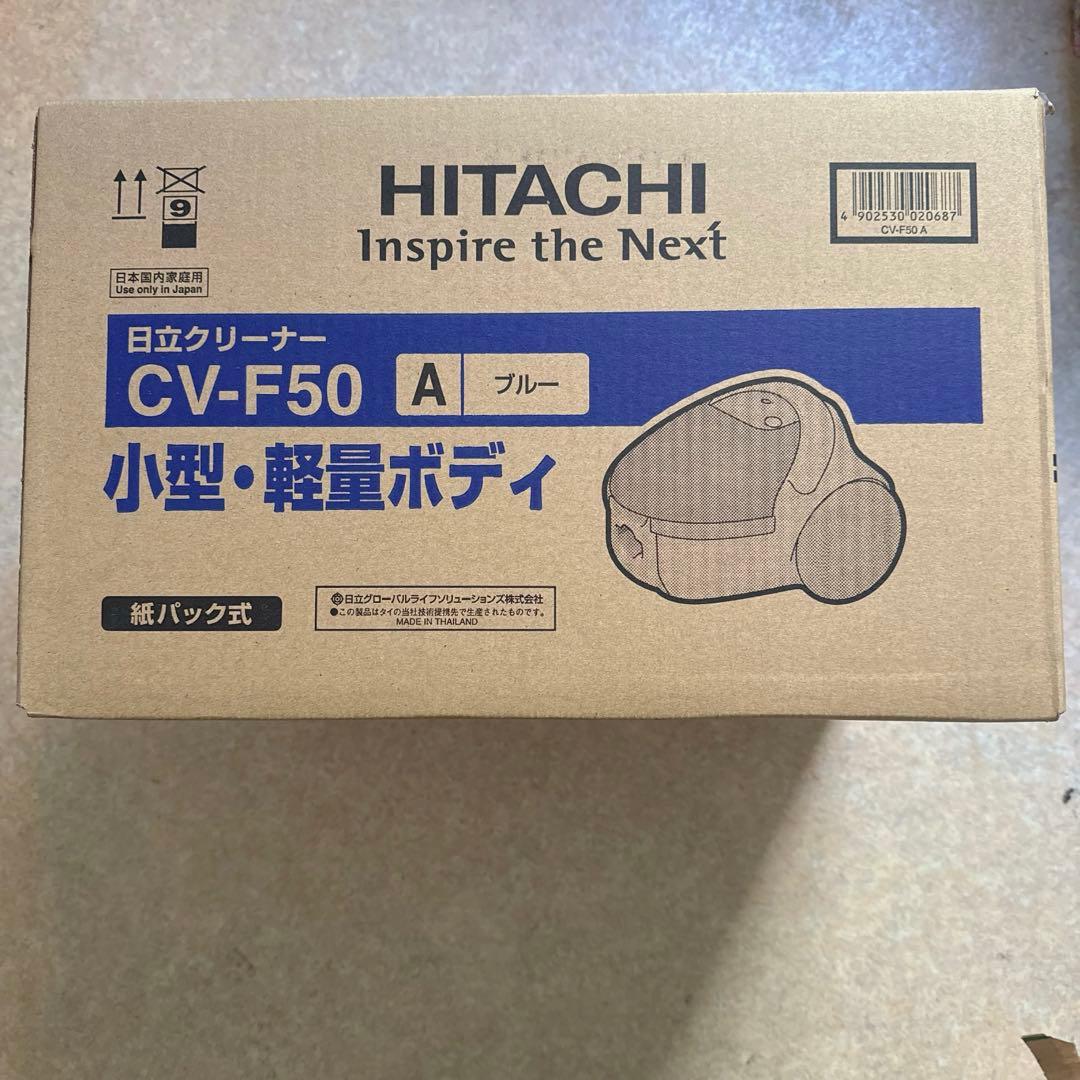 HITACHI
Inspire the Next
9
4 902530 020687
CV-F50 A
日本国内家庭用
Use only in Japan
日立クリーナー
CV-F50 A ブルー
小型・軽量ボディ
紙パック式
日立グローバルライフソリューションズ株式会社
●この製品はタイの当社技術提携先で生産されたものです。
MADE IN THAILAND